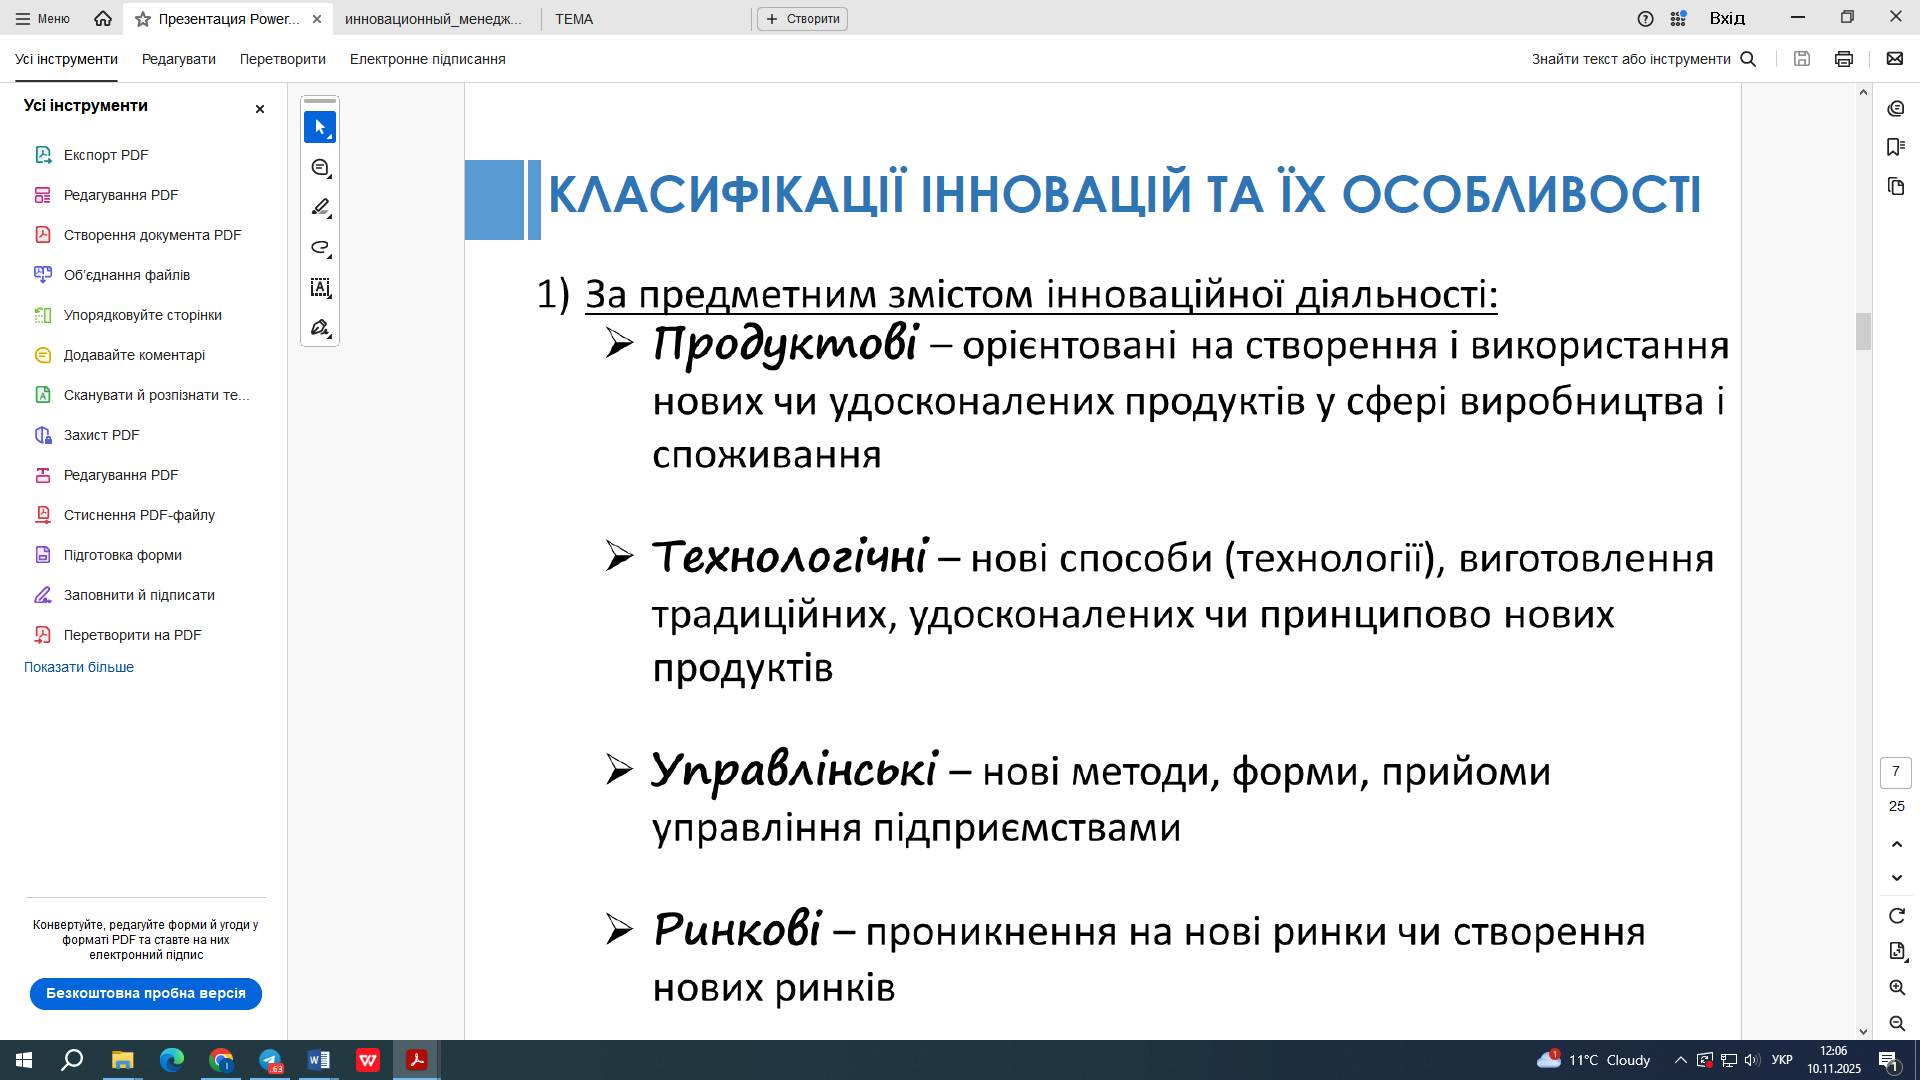 Меню
Презентация Power...
инновационный_менедж...
ТЕМА
Створити
Вхід
Усі інструменти
Редагувати
Перетворити
Електронне підписання
Знайти текст або інструменти
Усі інструменти
Експорт PDF
Редагування PDF
Створення документа PDF
Об'єднання файлів
Упорядковуйте сторінки
Додавайте коментарі
Сканувати й розпізнати те...
Захист PDF
Редагування PDF
Стиснення PDF-файлу
Підготовка форми
Заповнити й підписати
Перетворити на PDF
Показати більше
Конвертуйте, редагуйте форми й угоди у
форматі PDF та ставте на них
електронний підпис
Безкоштовна пробна версія
КЛАСИФІКАЦІЇ ІННОВАЦІЙ ТА ЇХ ОСОБЛИВОСТІ
1) За предметним змістом інноваційної діяльності:
Продуктові – орієнтовані на створення і використання
нових чи удосконалених продуктів у сфері виробництва і
споживання
Технологічні – нові способи (технології), виготовлення
традиційних, удосконалених чи принципово нових
продуктів
Управлінські – нові методи, форми, прийоми
управління підприємствами
Ринкові – проникнення на нові ринки чи створення
нових ринків
7
25
63
1
11°C Cloudy
УКР
12:06
10.11.2025
1